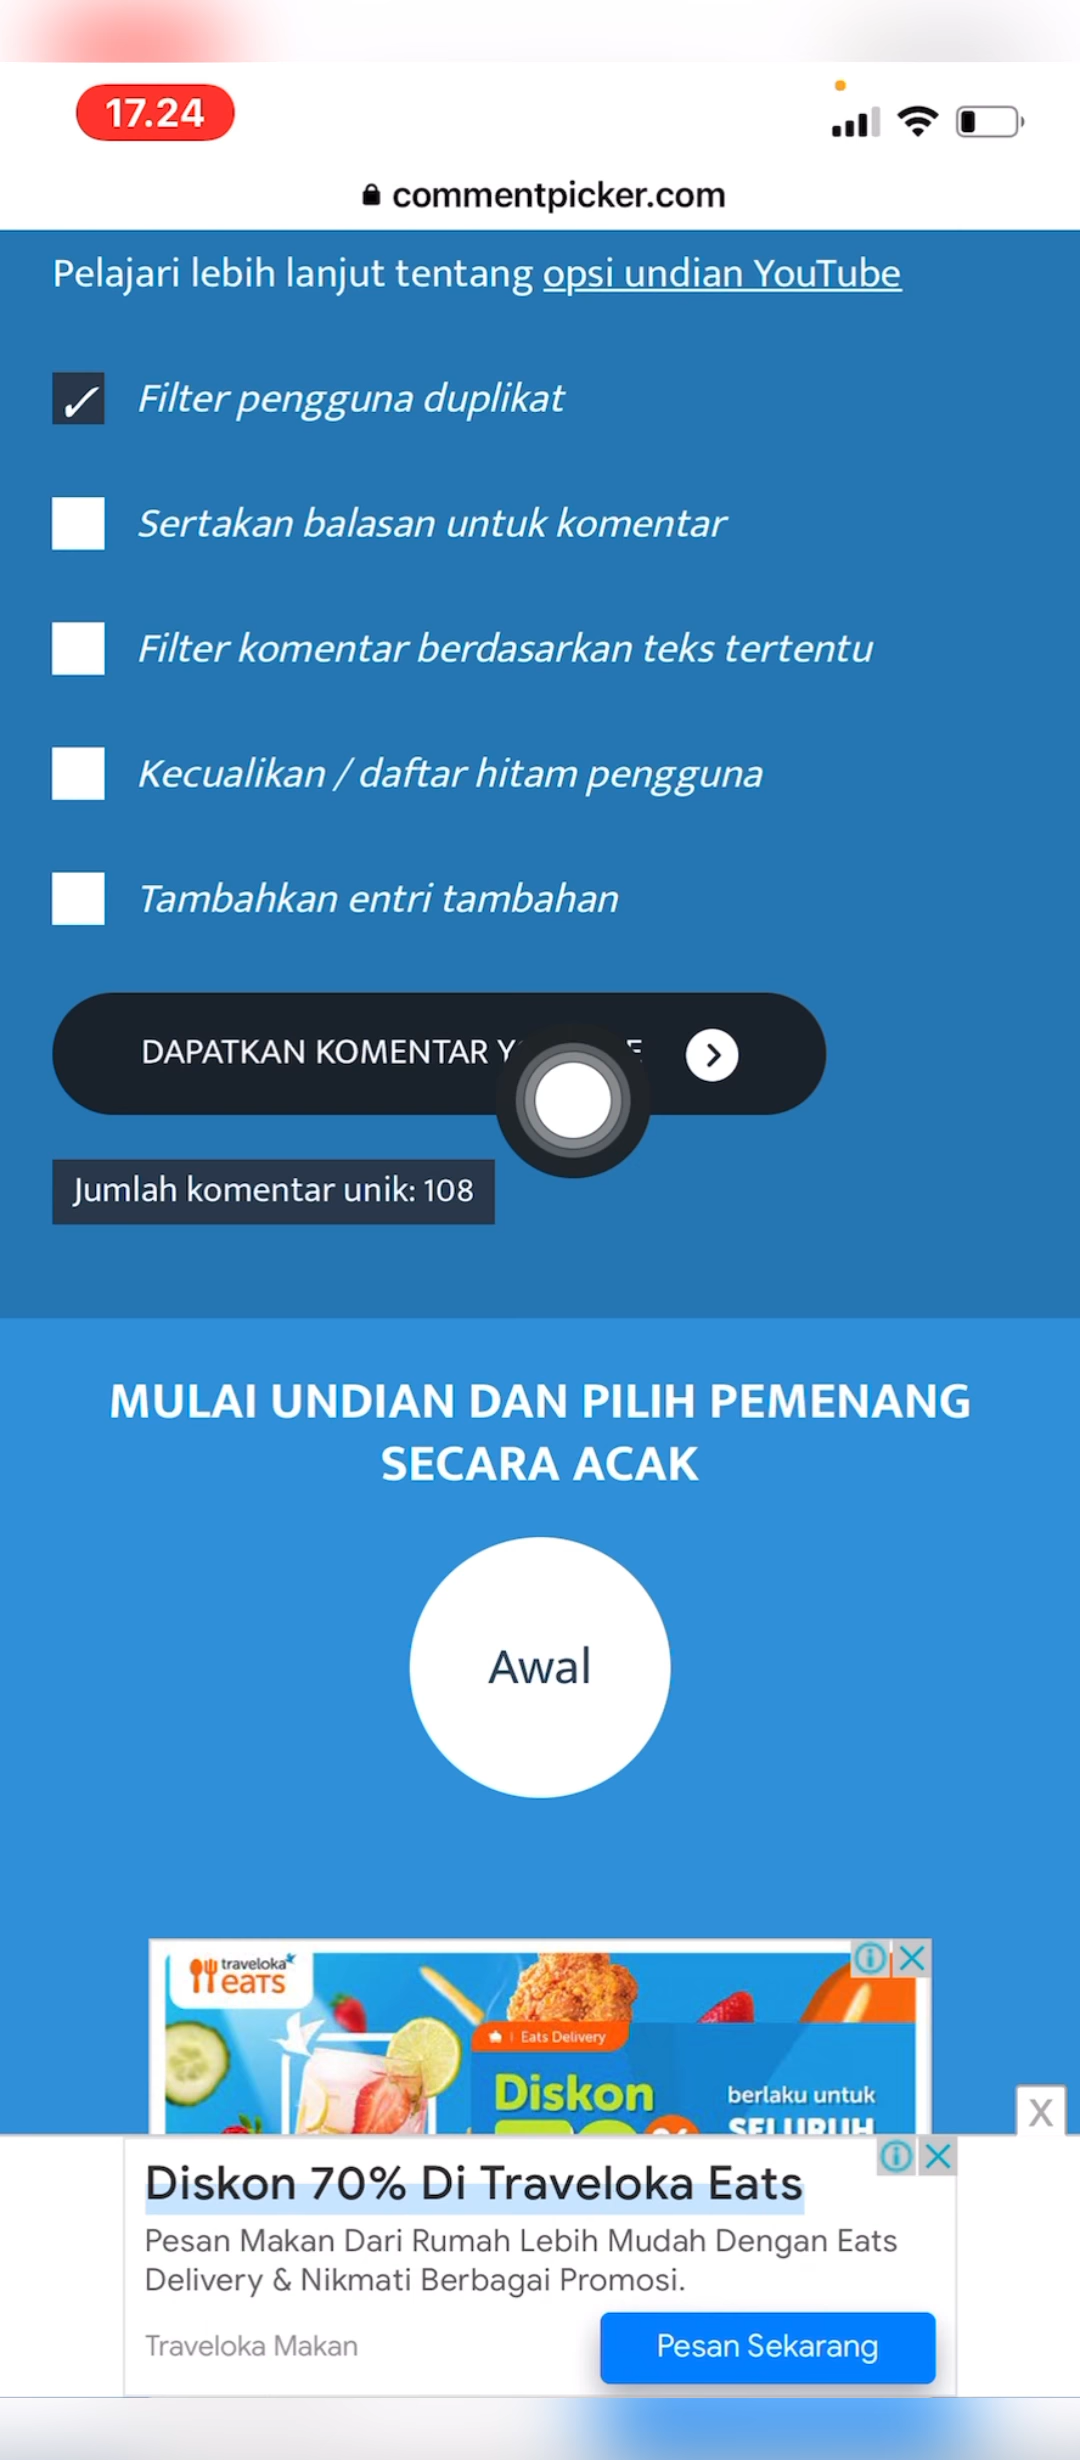 17.24
commentpicker.com
Pelajari lebih lanjut tentang opsi undian YouTube
Filter pengguna duplikat
Sertakan balasan untuk komentar
Filter komentar berdasarkan teks tertentu
Kecualikan / daftar hitam pengguna
Tambahkan entri tambahan
DAPATKAN KOMENTAR
Jumlah komentar unik: 108
MULAI UNDIAN DAN PILIH PEMENANG
SECARA ACAK
Awal
traveloka
eats
Eats Delivery
Diskon
berlaku untuk
SELURUH
X
Diskon 70% Di Traveloka Eats
Pesan Makan Dari Rumah Lebih Mudah Dengan Eats
Delivery & Nikmati Berbagai Promosi.
Traveloka Makan
Pesan Sekarang